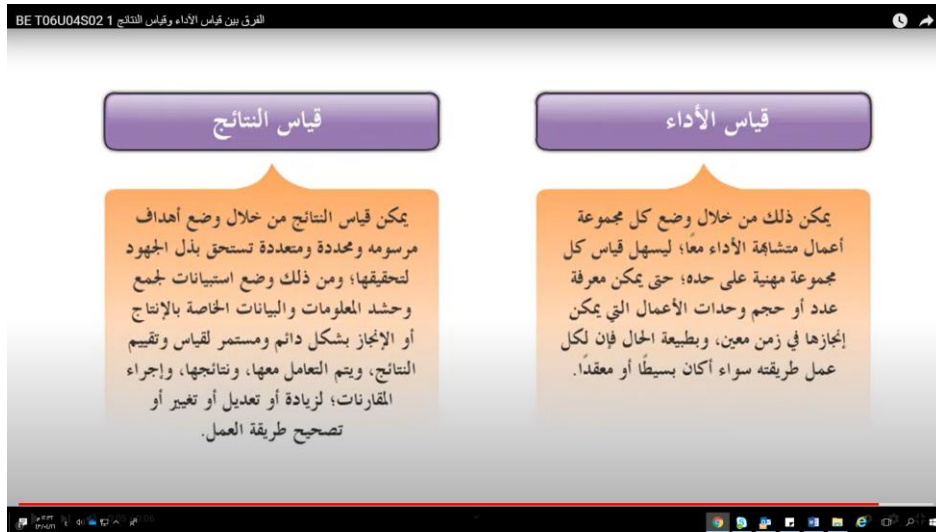 BE T06U04S02 1 الفرق بين قياس الأداء وقياس النتائج
قياس الأداء
يمكن ذلك من خلال وضع كل مجموعة
أعمال متشابهة الأداء معًا؛ ليسهل قياس كل
مجموعة مهنية على حده؛ حتى يمكن معرفة
عدد أو حجم وحدات الأعمال التي يمكن
إنجازها في زمن معين، وبطبيعة الحال فإن لكل
عمل طريقته سواء أكان بسيطًا أو معقدًا.
قياس النتائج
يمكن قياس النتائج من خلال وضع أهداف
مرسومه ومحددة ومتعددة تستحق بذل الجهود
لتحقيقها؛ ومن ذلك وضع استبيانات لجمع
وحشد المعلومات والبيانات الخاصة بالإنتاج
أو الإنجاز بشكل دائم ومستمر لقياس وتقييم
النتائج، ويتم التعامل معها، ونتائجها، وإجراء
المقارنات؛ لزيادة أو تعديل أو تغيير أو
تصحيح طريقة العمل.